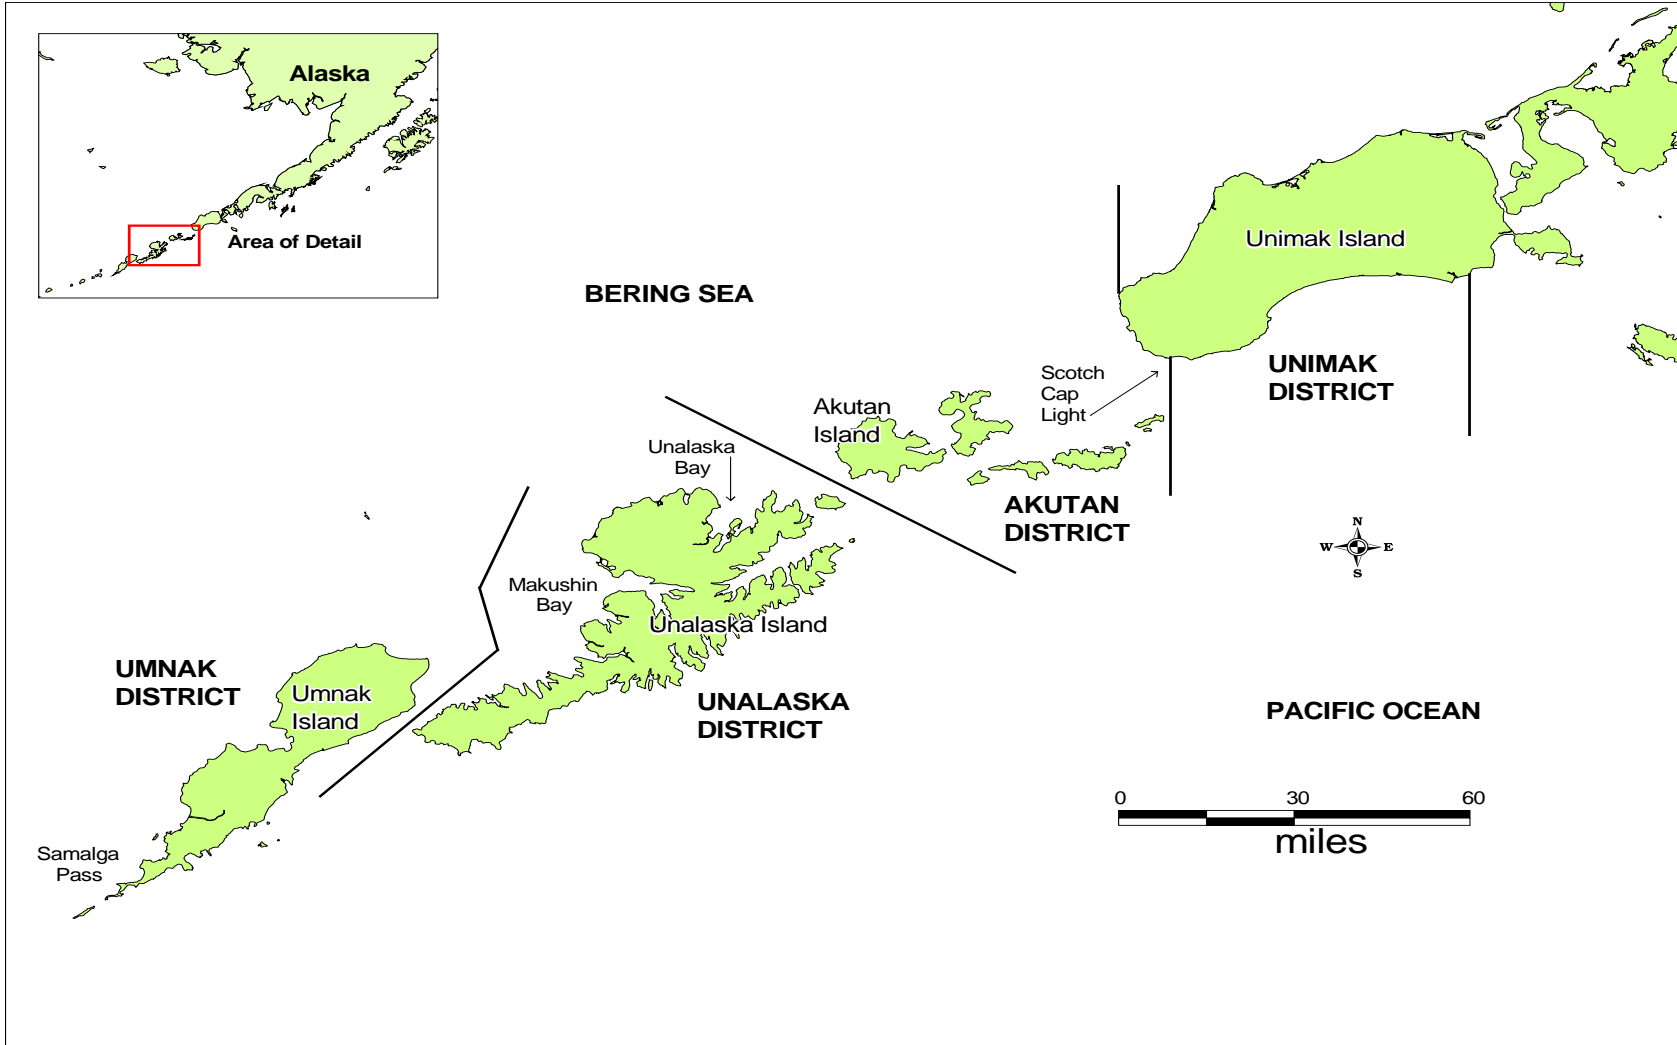 Alaska
Area of Detail
BERING SEA
Unimak Island
UNIMAK
DISTRICT
Scotch
Cap
Light
Akutan
Island
Unalaska
Bay
AKUTAN
DISTRICT
N
W
E
S
Makushin
Bay
Unalaska Island
UMNAK
DISTRICT
Umnak
Island
UNALASKA
DISTRICT
PACIFIC OCEAN
0 30 60
miles
Samalga
Pass